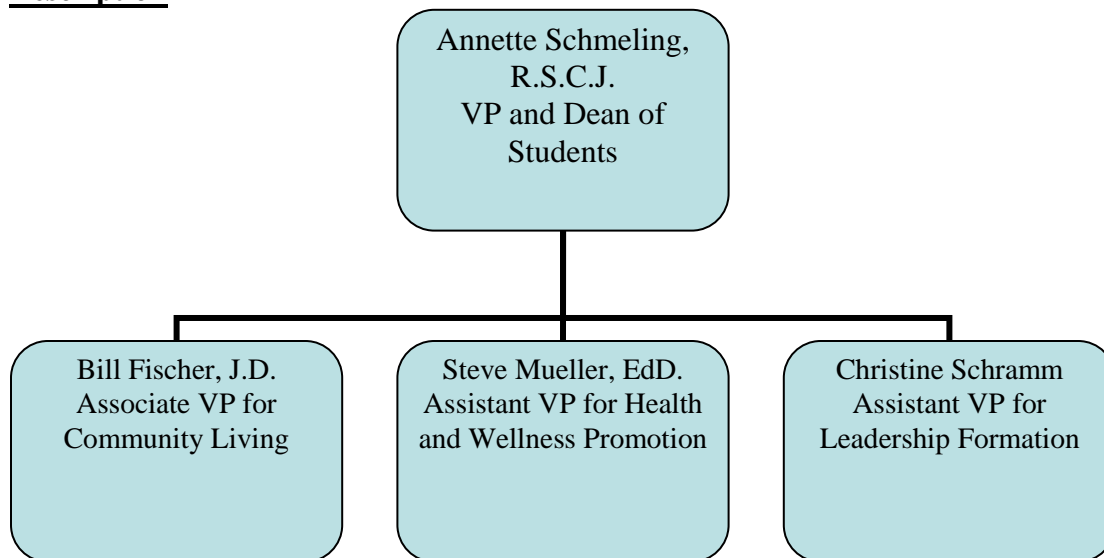 Annette Schmeling,
R.S.C.J.
VP and Dean of
Students
Bill Fischer, J.D.
Associate VP for
Community Living
Steve Mueller, EdD.
Assistant VP for Health
and Wellness Promotion
Christine Schramm
Assistant VP for
Leadership Formation